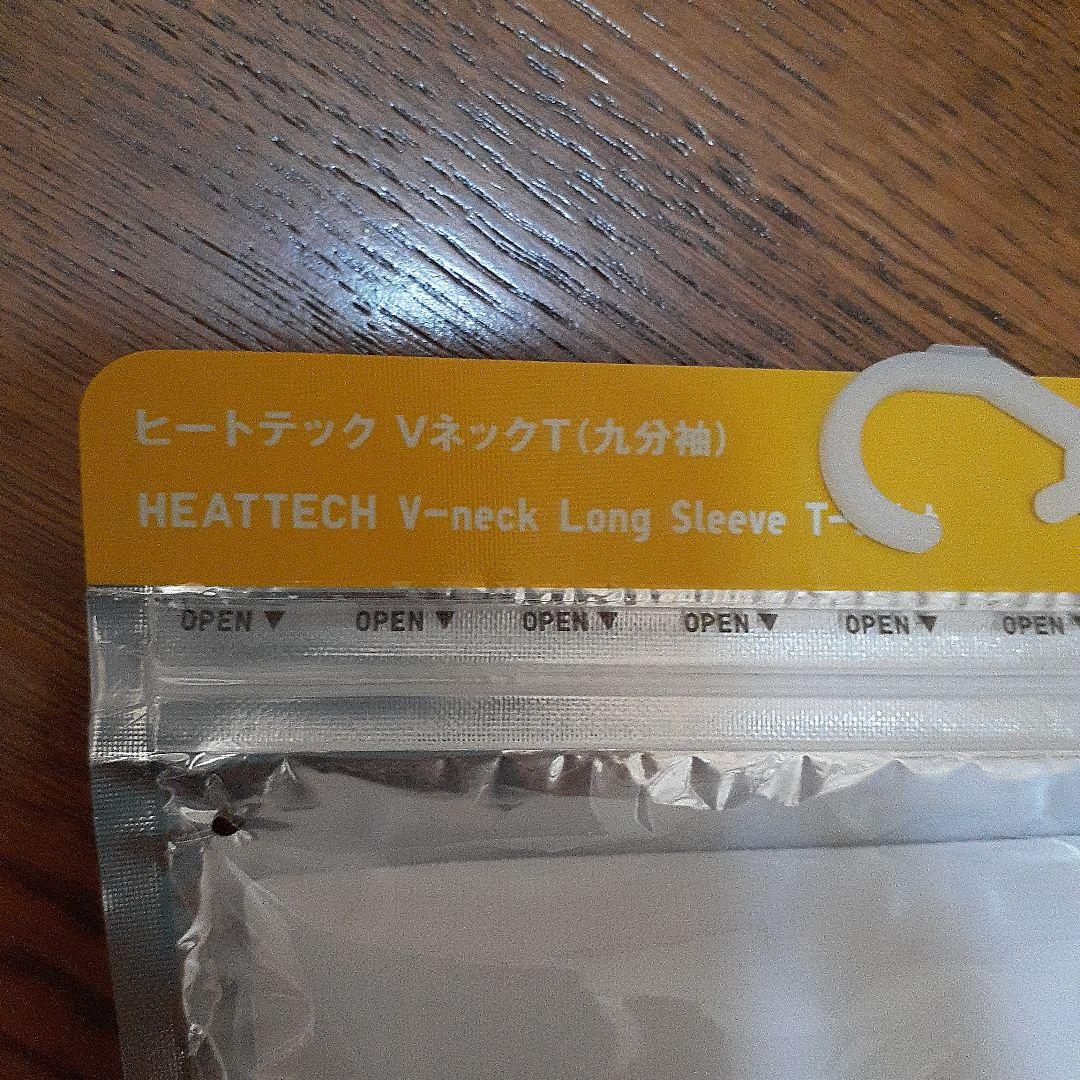 ヒートテック VネックT(九分袖)
HEATTECH V-neck Long Sleeve
OPEN▼ OPEN▼ OPEN▼ OPEN▼ OPEN▼ OPEN▼